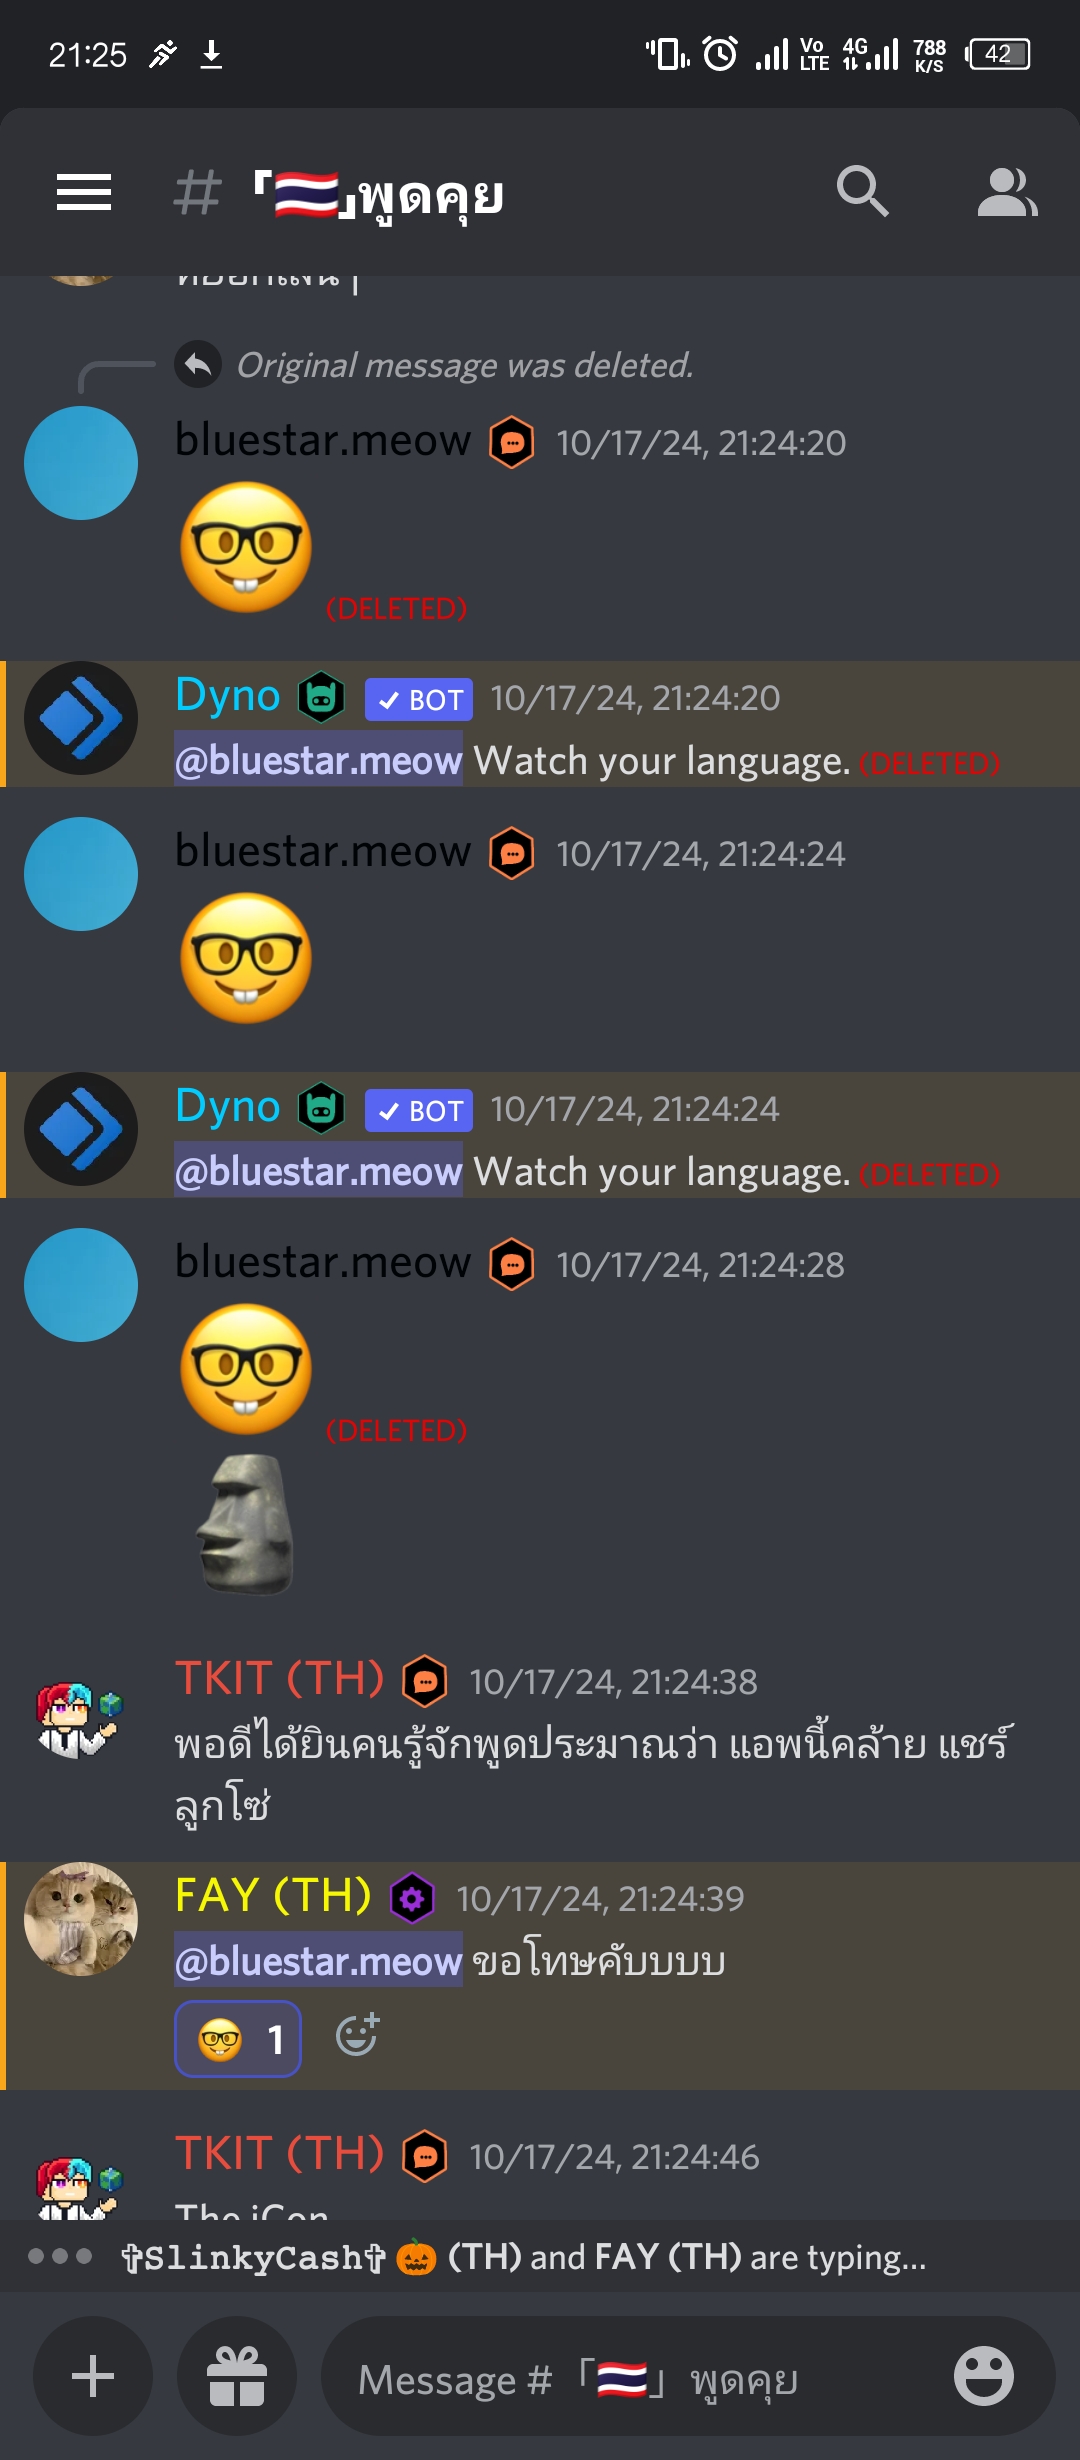 21:25 Vo LTE 4G 788 K/S 42
# 「🇹🇭」พูดคุย
Original message was deleted.
bluestar.meow 10/17/24, 21:24:20
🤓 (DELETED)
Dyno ✓ BOT 10/17/24, 21:24:20
@bluestar.meow Watch your language. (DELETED)
bluestar.meow 10/17/24, 21:24:24
🤓
Dyno ✓ BOT 10/17/24, 21:24:24
@bluestar.meow Watch your language. (DELETED)
bluestar.meow 10/17/24, 21:24:28
🤓 (DELETED)
🗿
TKIT (TH) 10/17/24, 21:24:38
พอดีได้ยินคนรู้จักพูดประมาณว่า แอพนี้คล้าย แชร์
ลูกโซ่
FAY (TH) 10/17/24, 21:24:39
@bluestar.meow ขอโทษคับบบบ
🤓 1
TKIT (TH) 10/17/24, 21:24:46
The iCon
✞SlinkyCash✞ 🎃 (TH) and FAY (TH) are typing...
Message # 「🇹🇭」 พูดคุย